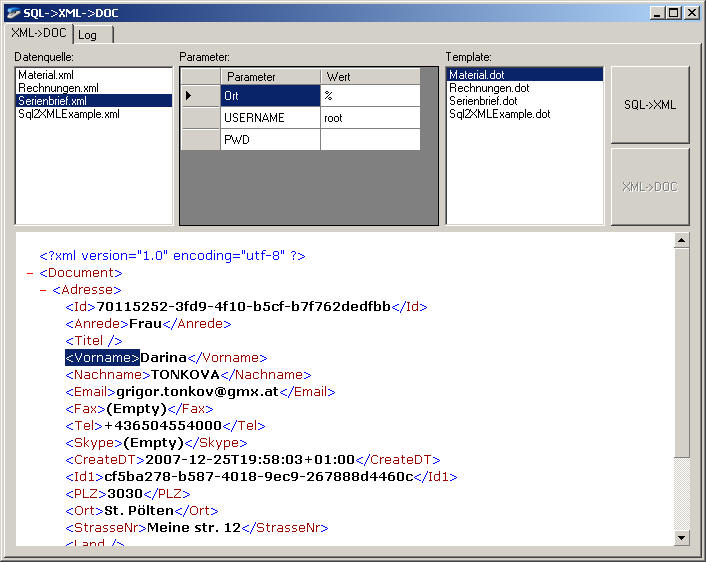 SQL->XML->DOC
XML->DOC Log
Datenquelle:
Material.xml
Rechnungen.xml
Serienbrief.xml
Sql2XMLExample.xml
Parameter:
Parameter Wert
Ort %
USERNAME root
PWD
Template:
Material.dot
Rechnungen.dot
Serienbrief.dot
Sql2XMLExample.dot
SQL->XML
XML->DOC
<?xml version="1.0" encoding="utf-8" ?>
− <Document>
− <Adresse>
<Id>70115252-3fd9-4f10-b5cf-b7f762dedfbb</Id>
<Anrede>Frau</Anrede>
<Titel />
<Vorname>Darina</Vorname>
<Nachname>TONKOVA</Nachname>
<Email>grigor.tonkov@gmx.at</Email>
<Fax>(Empty)</Fax>
<Tel>+436504554000</Tel>
<Skype>(Empty)</Skype>
<CreateDT>2007-12-25T19:58:03+01:00</CreateDT>
<Id1>cf5ba278-b587-4018-9ec9-267888d4460c</Id1>
<PLZ>3030</PLZ>
<Ort>St. Pölten</Ort>
<StrasseNr>Meine str. 12</StrasseNr>
<Land />